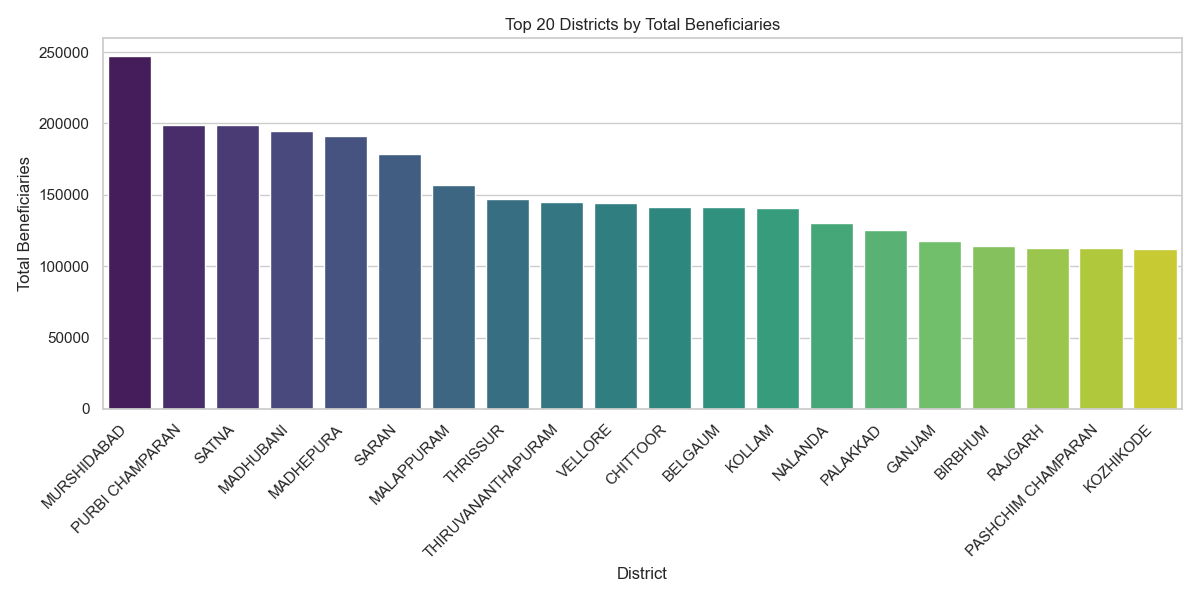 Top 20 Districts by Total Beneficiaries
Total Beneficiaries
250000
200000
150000
100000
50000
0
MURSHIDABAD
PURBI CHAMPARAN
SATNA
MADHUBANI
MADHEPURA
SARAN
MALAPPURAM
THRISSUR
THIRUVANANTHAPURAM
VELLORE
CHITTOOR
BELGAUM
KOLLAM
NALANDA
PALAKKAD
GANJAM
BIRBHUM
RAJGARH
PASHCHIM CHAMPARAN
KOZHIKODE
District